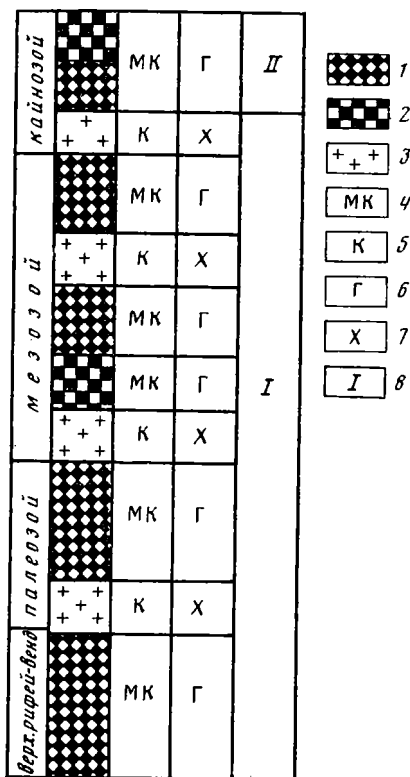 кайнозой
МК Г II
К Х
мезозой
МК Г
К Х
МК Г
МК Г I
К Х
палеозой
МК Г
К Х
верх.рифей-венд
МК Г
1
2
3
МК 4
К 5
Г 6
Х 7
I 8